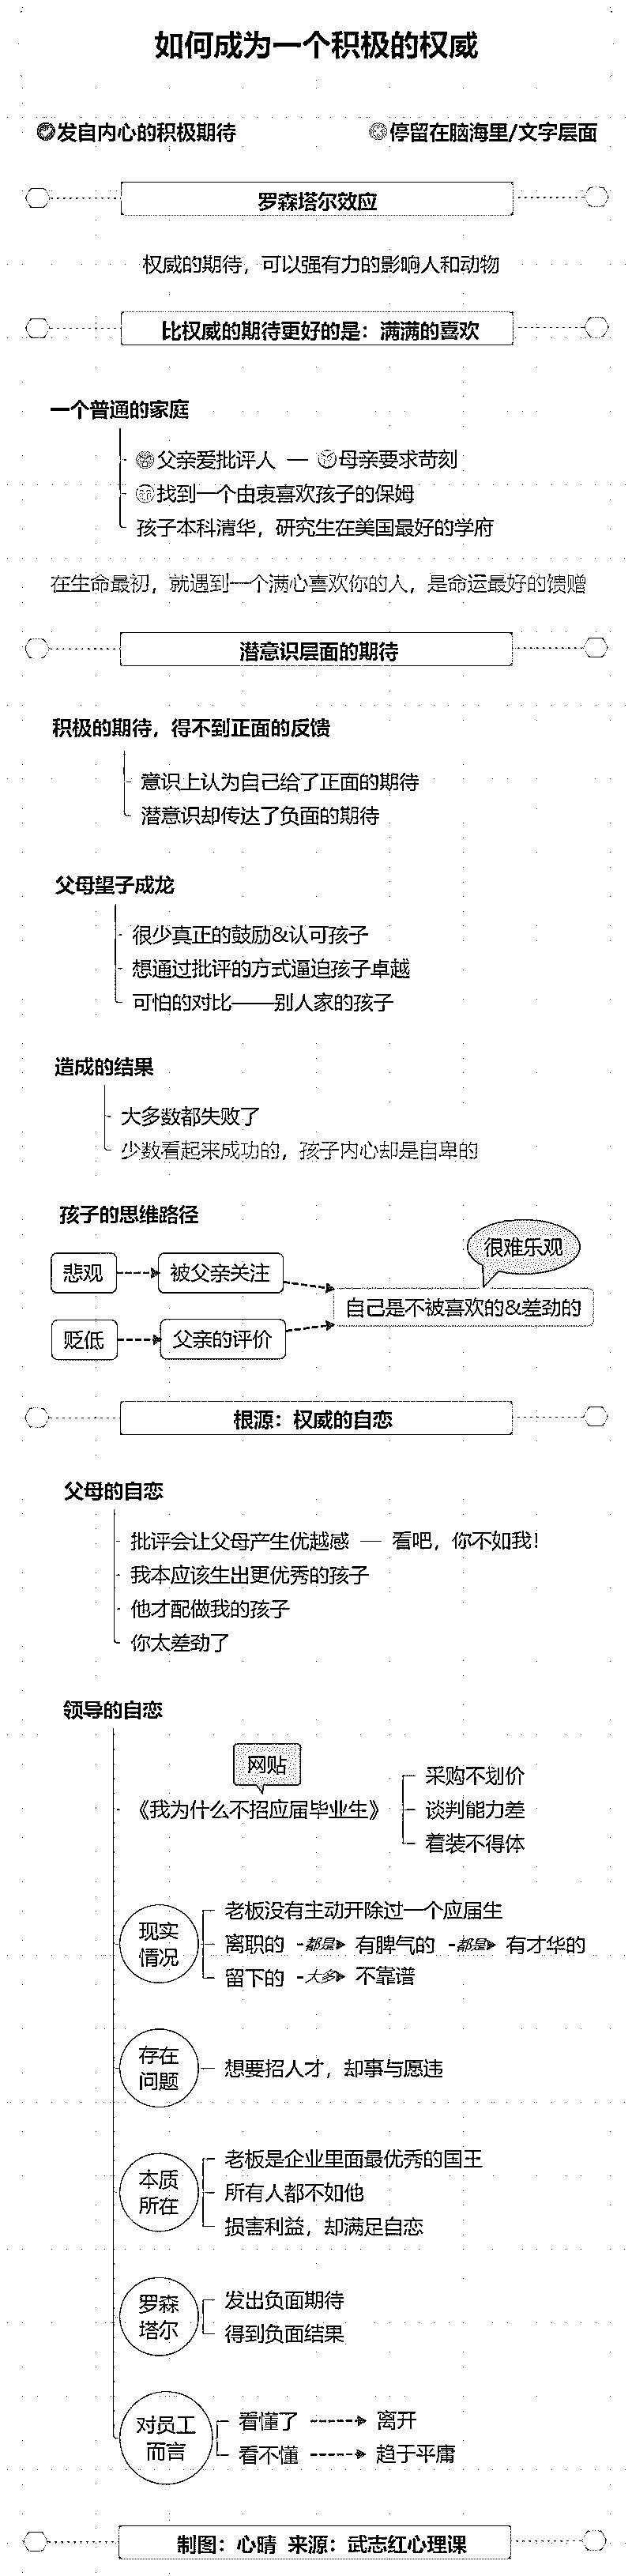 如何成为一个积极的权威
发自内心的积极期待
停留在脑海里/文字层面
罗森塔尔效应
权威的期待，可以强有力的影响人和动物
比权威的期待更好的是：满满的喜欢
一个普通的家庭
父亲爱批评人 — 母亲要求苛刻
找到一个由衷喜欢孩子的保姆
孩子本科清华，研究生在美国最好的学府
在生命最初，就遇到一个满心喜欢你的人，是命运最好的馈赠
潜意识层面的期待
积极的期待，得不到正面的反馈
意识上认为自己给了正面的期待
潜意识却传达了负面的期待
父母望子成龙
很少真正的鼓励&认可孩子
想通过批评的方式逼迫孩子卓越
可怕的对比——别人家的孩子
造成的结果
大多数都失败了
少数看起来成功的，孩子内心却是自卑的
孩子的思维路径
很难乐观
悲观
被父亲关注
自己是不被喜欢的&差劲的
贬低
父亲的评价
根源：权威的自恋
父母的自恋
批评会让父母产生优越感 — 看吧，你不如我！
我本应该生出更优秀的孩子
他才配做我的孩子
你太差劲了
领导的自恋
网贴
《我为什么不招应届毕业生》
采购不划价
谈判能力差
着装不得体
现实
情况
老板没有主动开除过一个应届生
离职的 都是 有脾气的 都是 有才华的
留下的 大多 不靠谱
存在
问题
想要招人才，却事与愿违
本质
所在
老板是企业里面最优秀的国王
所有人都不如他
损害利益，却满足自恋
罗森
塔尔
发出负面期待
得到负面结果
对员工
而言
看懂了 离开
看不懂 趋于平庸
制图：心晴 来源：武志红心理课